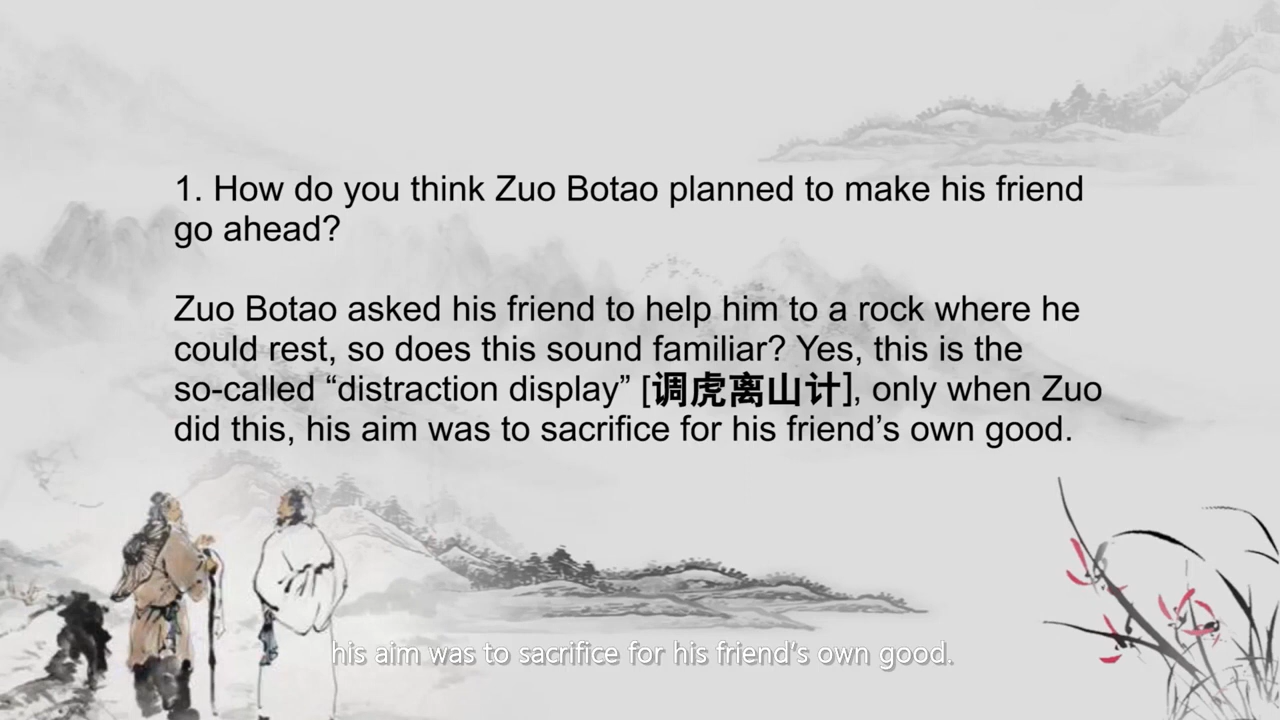 1. How do you think Zuo Botao planned to make his friend
go ahead?
Zuo Botao asked his friend to help him to a rock where he
could rest, so does this sound familiar? Yes, this is the
so-called “distraction display” [调虎离山计], only when Zuo
did this, his aim was to sacrifice for his friend’s own good.
his aim was to sacrifice for his friend’s own good.